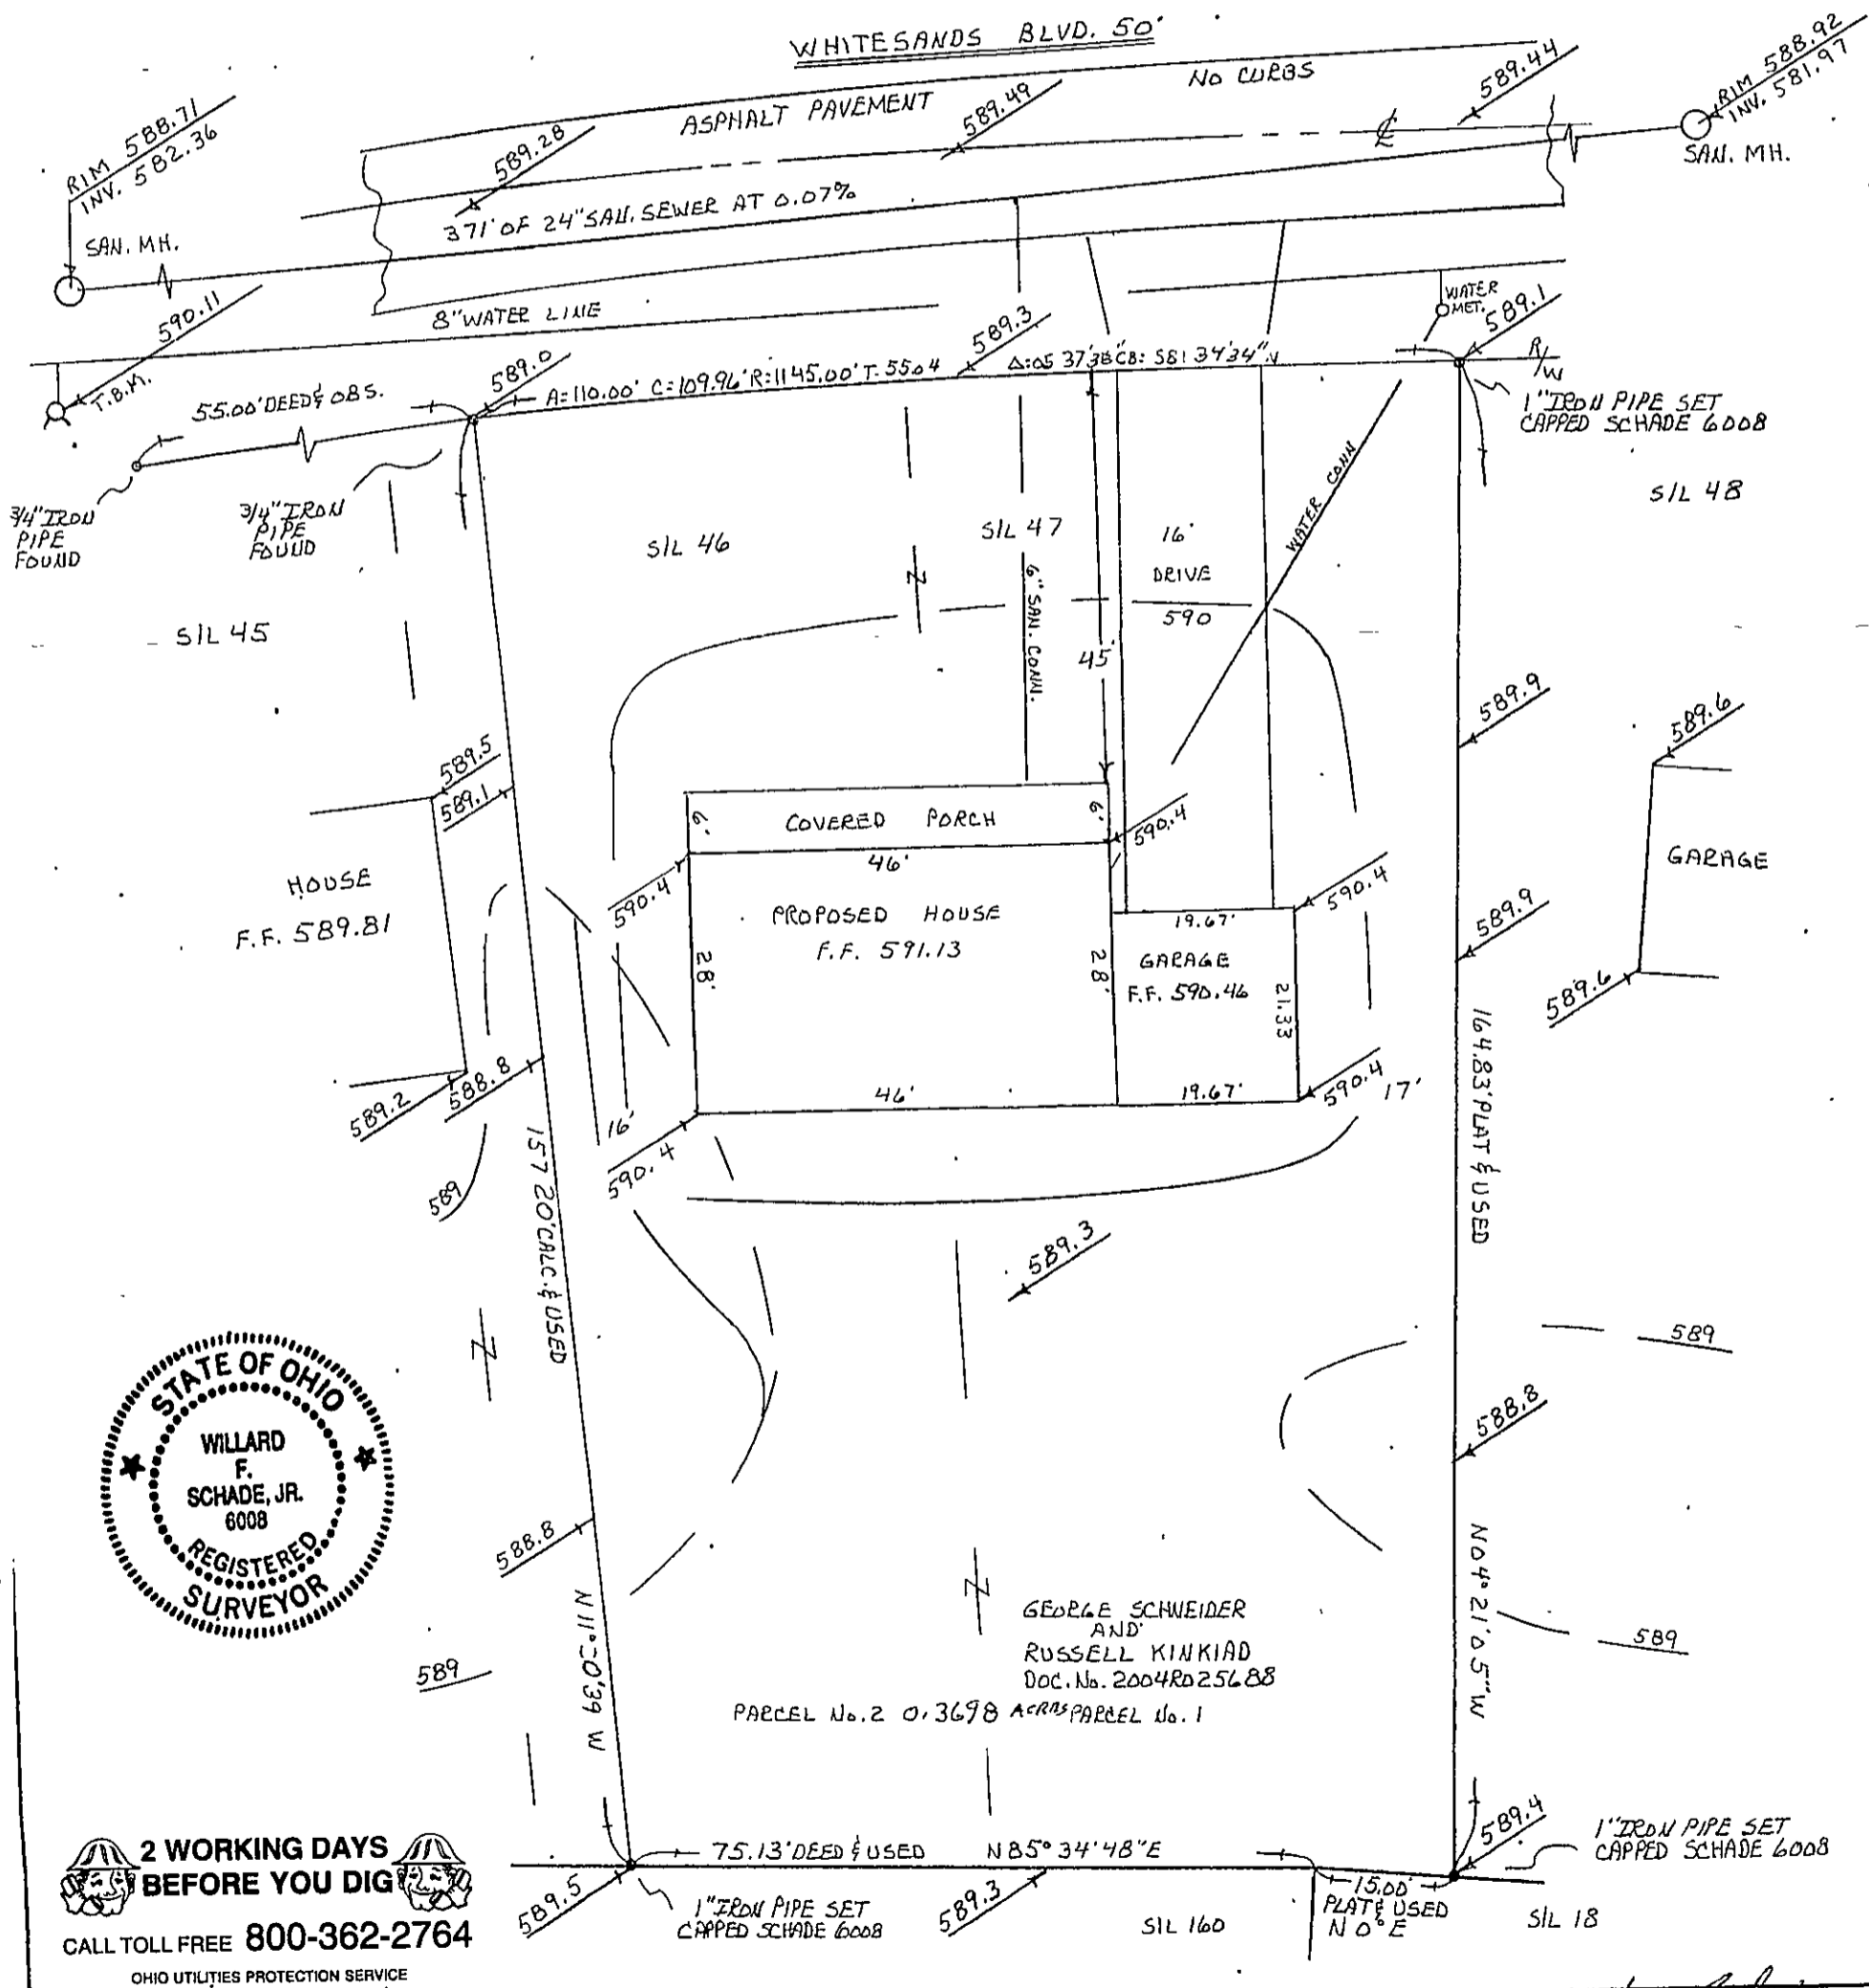 WHITESANDS BLVD. 50'
NO CURBS
589.44
RIM 588.92
INV. 581.97
SAN. MH.
ASPHALT PAVEMENT
589.49
589.28
RIM 588.71
INV. 582.36
SAN. MH.
371' OF 24" SAN. SEWER AT 0.07%
590.11
T.B.M.
8" WATER LINE
589.3
WATER
MET.
589.1
R/W
589.0
55.00' DEED & OBS.
A=110.00' C=109.96' R:1145.00' T-55.04
Δ:05 37'38" CB: S81 34'34"
1" IRON PIPE SET
CAPPED SCHADE 6008
3/4" IRON
PIPE
FOUND
3/4" IRON
PIPE
FOUND
S/L 45
S/L 46
S/L 47
S/L 48
16'
DRIVE
590
WATER CONN
6" SAN. CONN.
45'
589.5
589.1
589.9
589.6
COVERED PORCH
6'
6'
590.4
46'
HOUSE
F.F. 589.81
590.4
PROPOSED HOUSE
F.F. 591.13
28'
28'
19.67'
590.4
GARAGE
F.F. 590.46
21.33
589.9
GARAGE
589.6
589.2
588.8
46'
19.67'
590.4
17'
16'
590.4
589
157 20' CALC. & USED
164.83' PLAT & USED
589.3
589
588.8
STATE OF OHIO
WILLARD
F.
SCHADE, JR.
6008
REGISTERED
SURVEYOR
588.8
N 11° 50' 39 W
N 04° 21' 05" W
589
589
GEORGE SCHNEIDER
AND
RUSSELL KINKIAD
DOC. No. 2004RD25688
PARCEL No. 2 0.3698 ACRES PARCEL No. 1
75.13' DEED & USED N 85° 34' 48" E
589.4
1" IRON PIPE SET
CAPPED SCHADE 6008
589.5
1" IRON PIPE SET
CAPPED SCHADE 6008
589.3
15.00'
PLAT & USED
N 0° E
S/L 160
S/L 18
2 WORKING DAYS
BEFORE YOU DIG
CALL TOLL FREE 800-362-2764
OHIO UTILITIES PROTECTION SERVICE